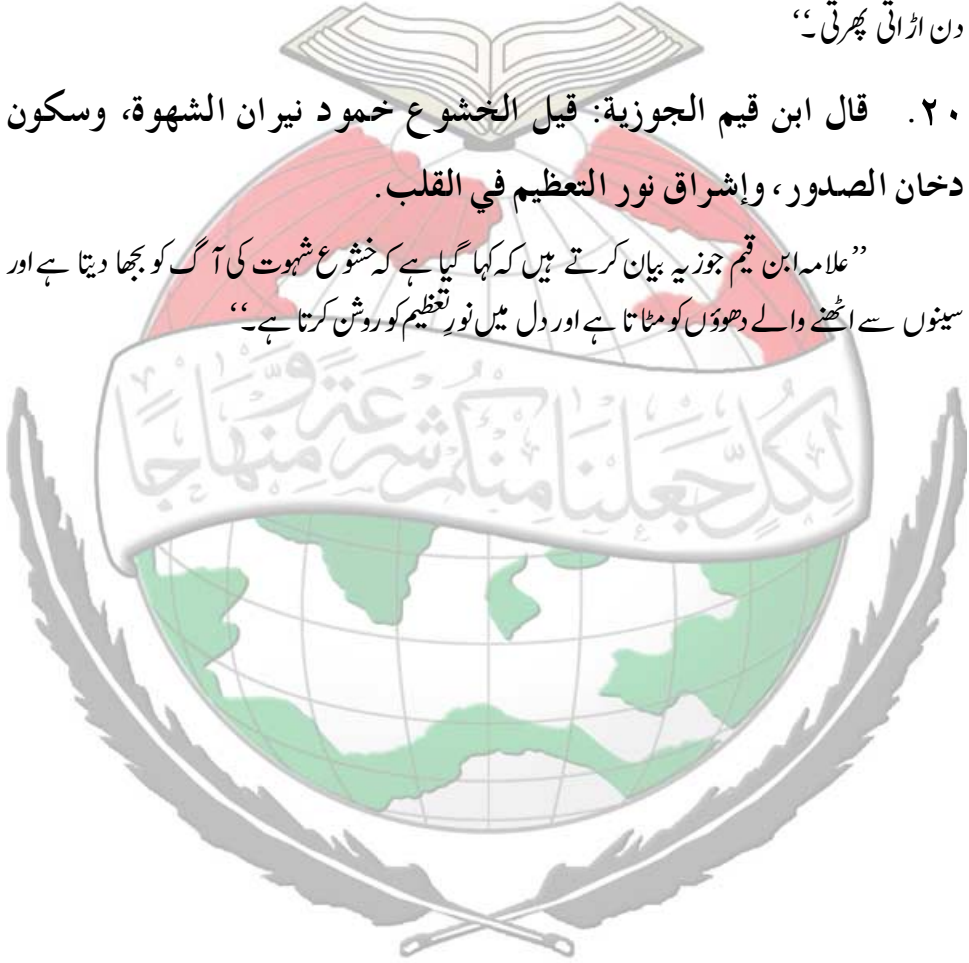 دن اڑاتی پھرتی۔‘‘
٢٠. قال ابن قيم الجوزية: قيل الخشوع خمود نيران الشهوة، وسكون
دخان الصدور، وإشراق نور التعظيم في القلب.
’’علامہ ابن قیم جوزیہ بیان کرتے ہیں کہ کہا گیا ہے کہ خشوع شہوت کی آگ کو بجھا دیتا ہے اور
سینوں سے اٹھنے والے دھوؤں کو مٹاتا ہے اور دل میں نورِ تعظیم کو روشن کرتا ہے۔‘‘
لِكُلٍّ جَعَلْنَا مِنْكُمْ شِرْعَةً وَّمِنْهَاجًا